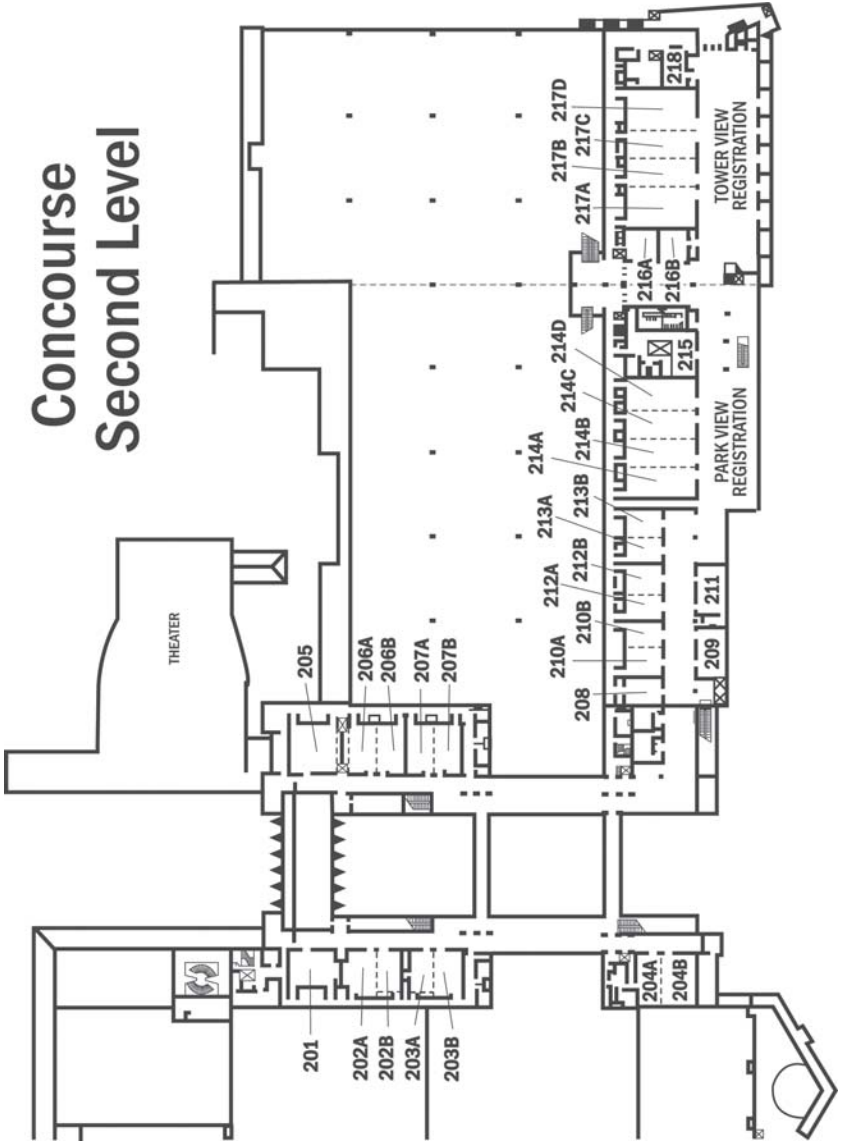 Concourse
Second Level
THEATER
201
202A
202B
203A
203B
204A
204B
205
206A
206B
207A
207B
208
209
210A
210B
211
212A
212B
213A
213B
214A
214B
214C
214D
215
216A
216B
217A
217B
217C
217D
218
PARK VIEW
REGISTRATION
TOWER VIEW
REGISTRATION